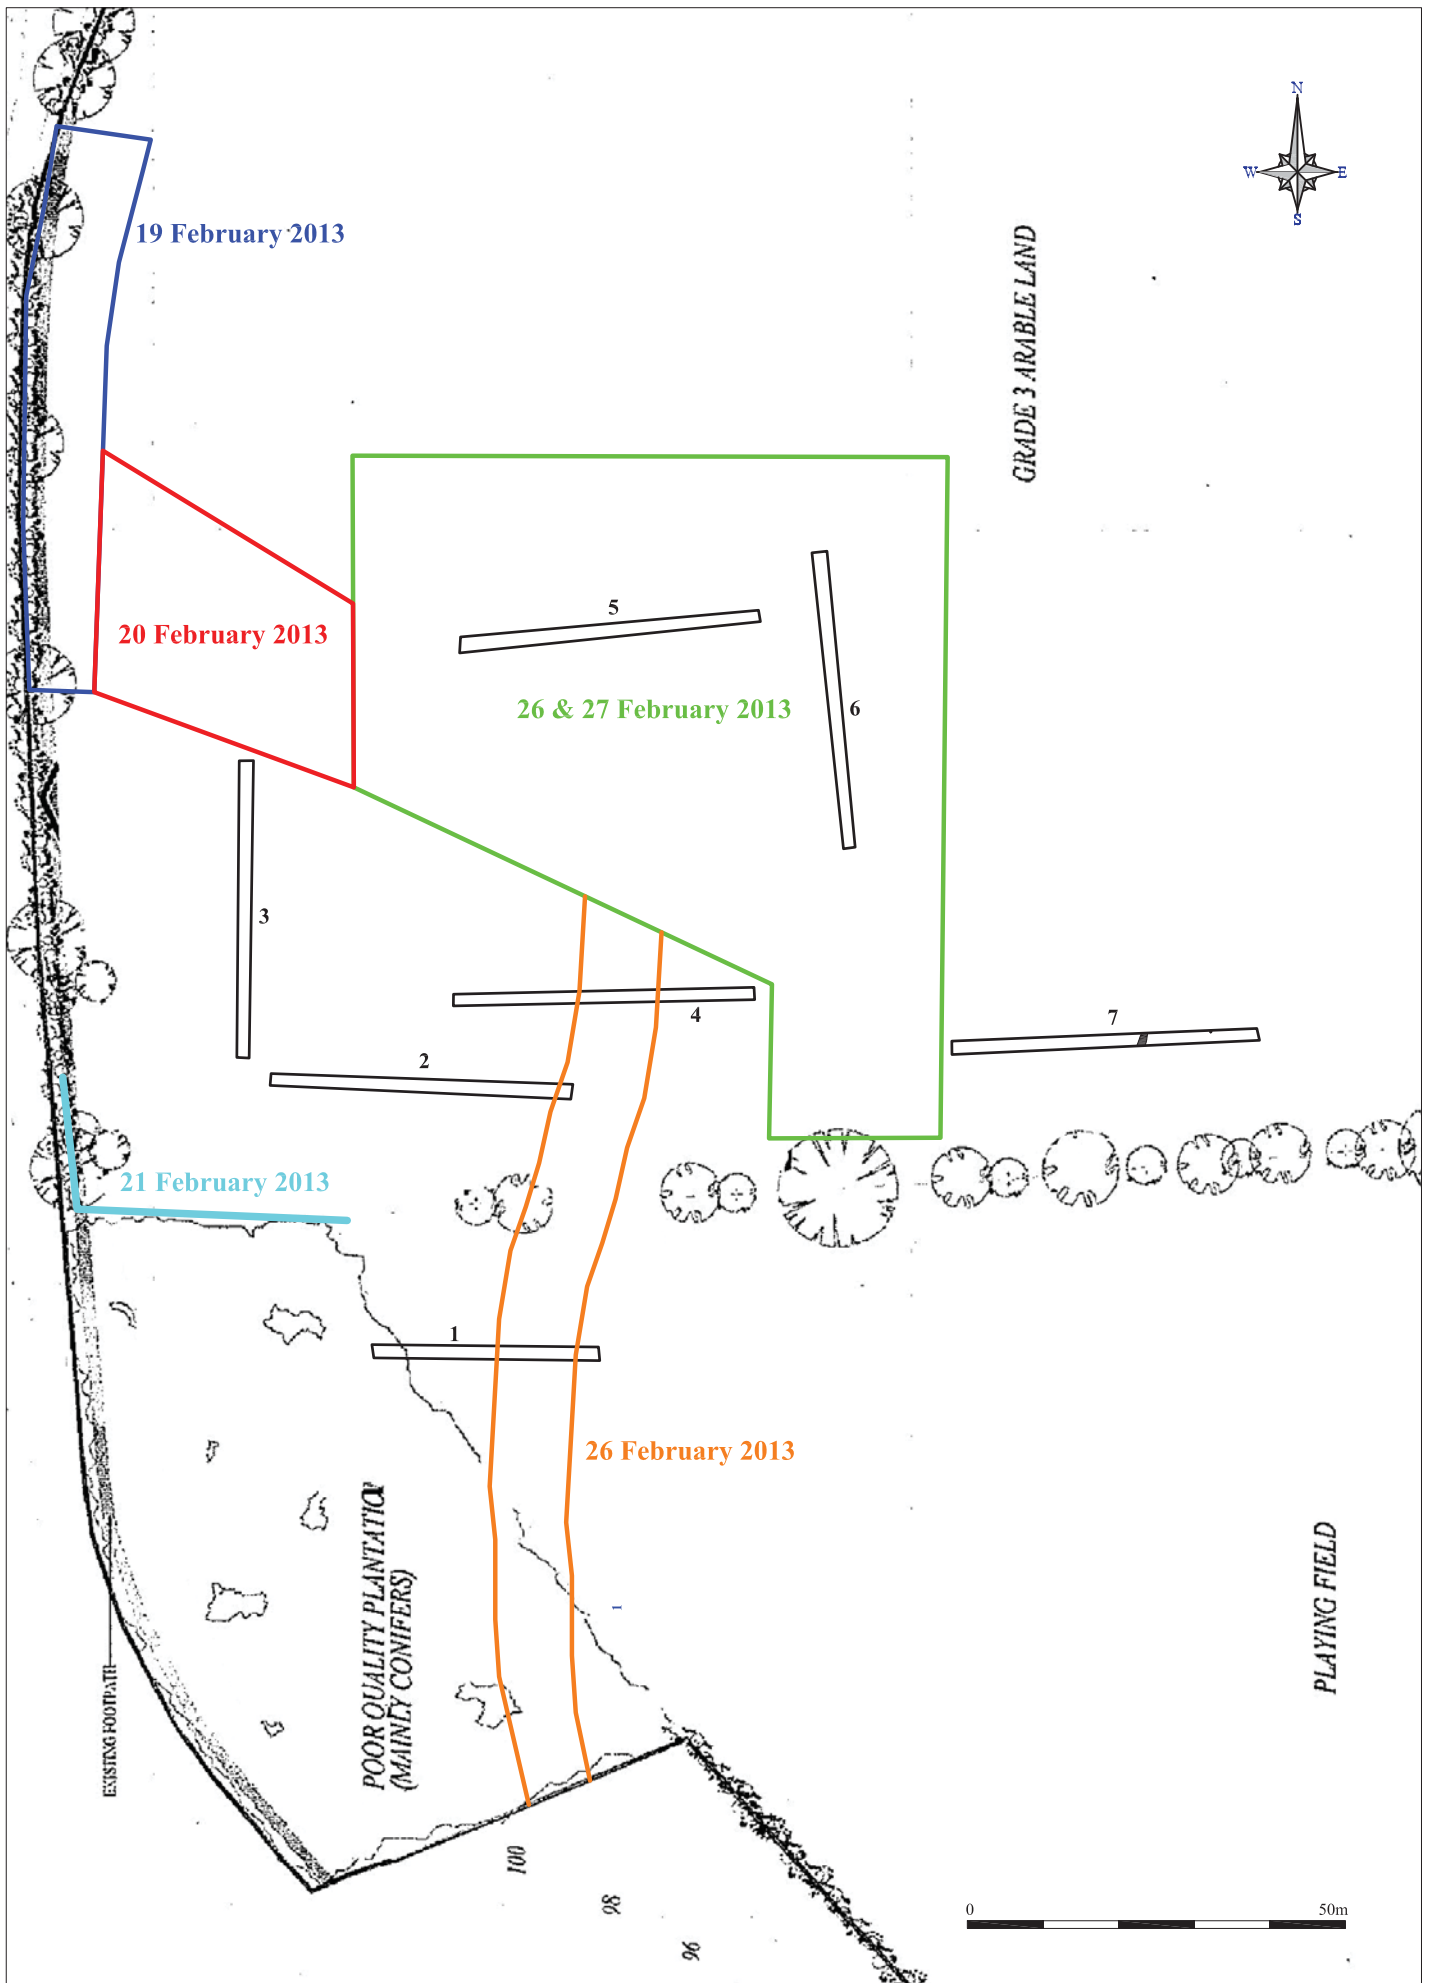 N
W E
S
19 February 2013
GRADE 3 ARABLE LAND
5
20 February 2013
26 & 27 February 2013
6
3
4
7
2
21 February 2013
1
26 February 2013
POOR QUALITY PLANTATION
(MAINLY CONIFERS)
1
PLAYING FIELD
EXISTING FOOTPATH
100
98
96
0 50m